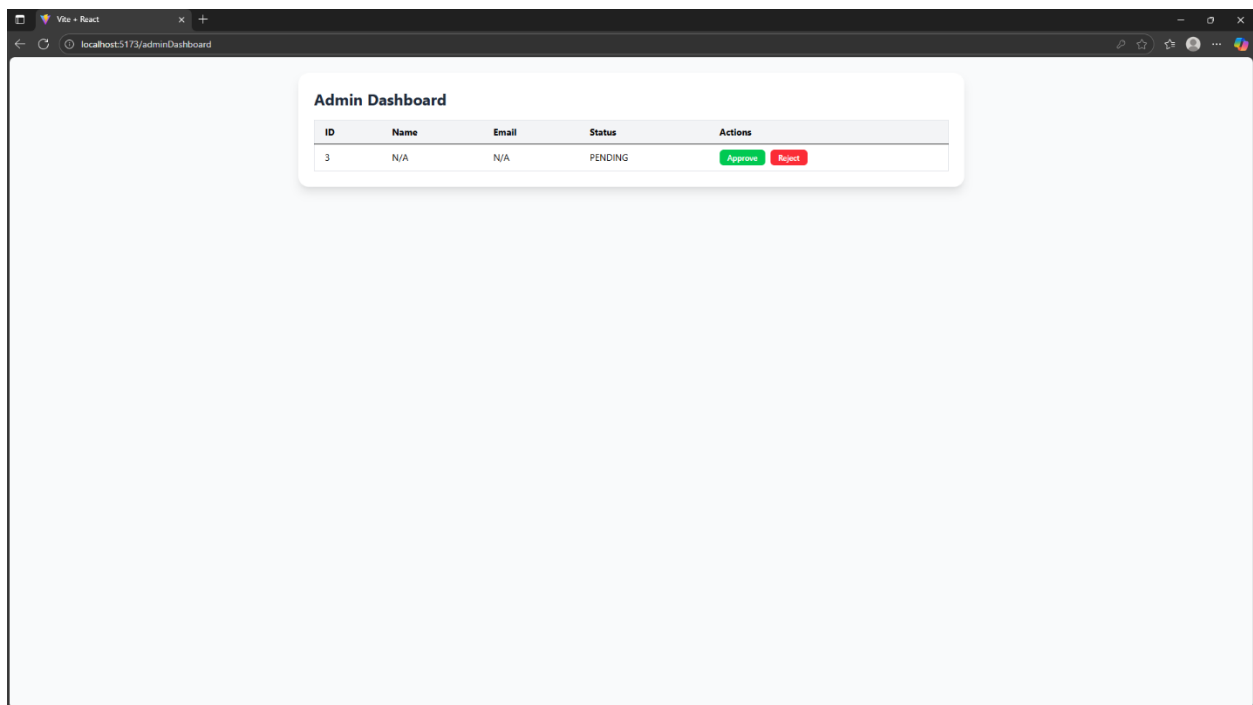 Vite + React
localhost:5173/adminDashboard
Admin Dashboard
ID Name Email Status Actions
3 N/A N/A PENDING Approve Reject